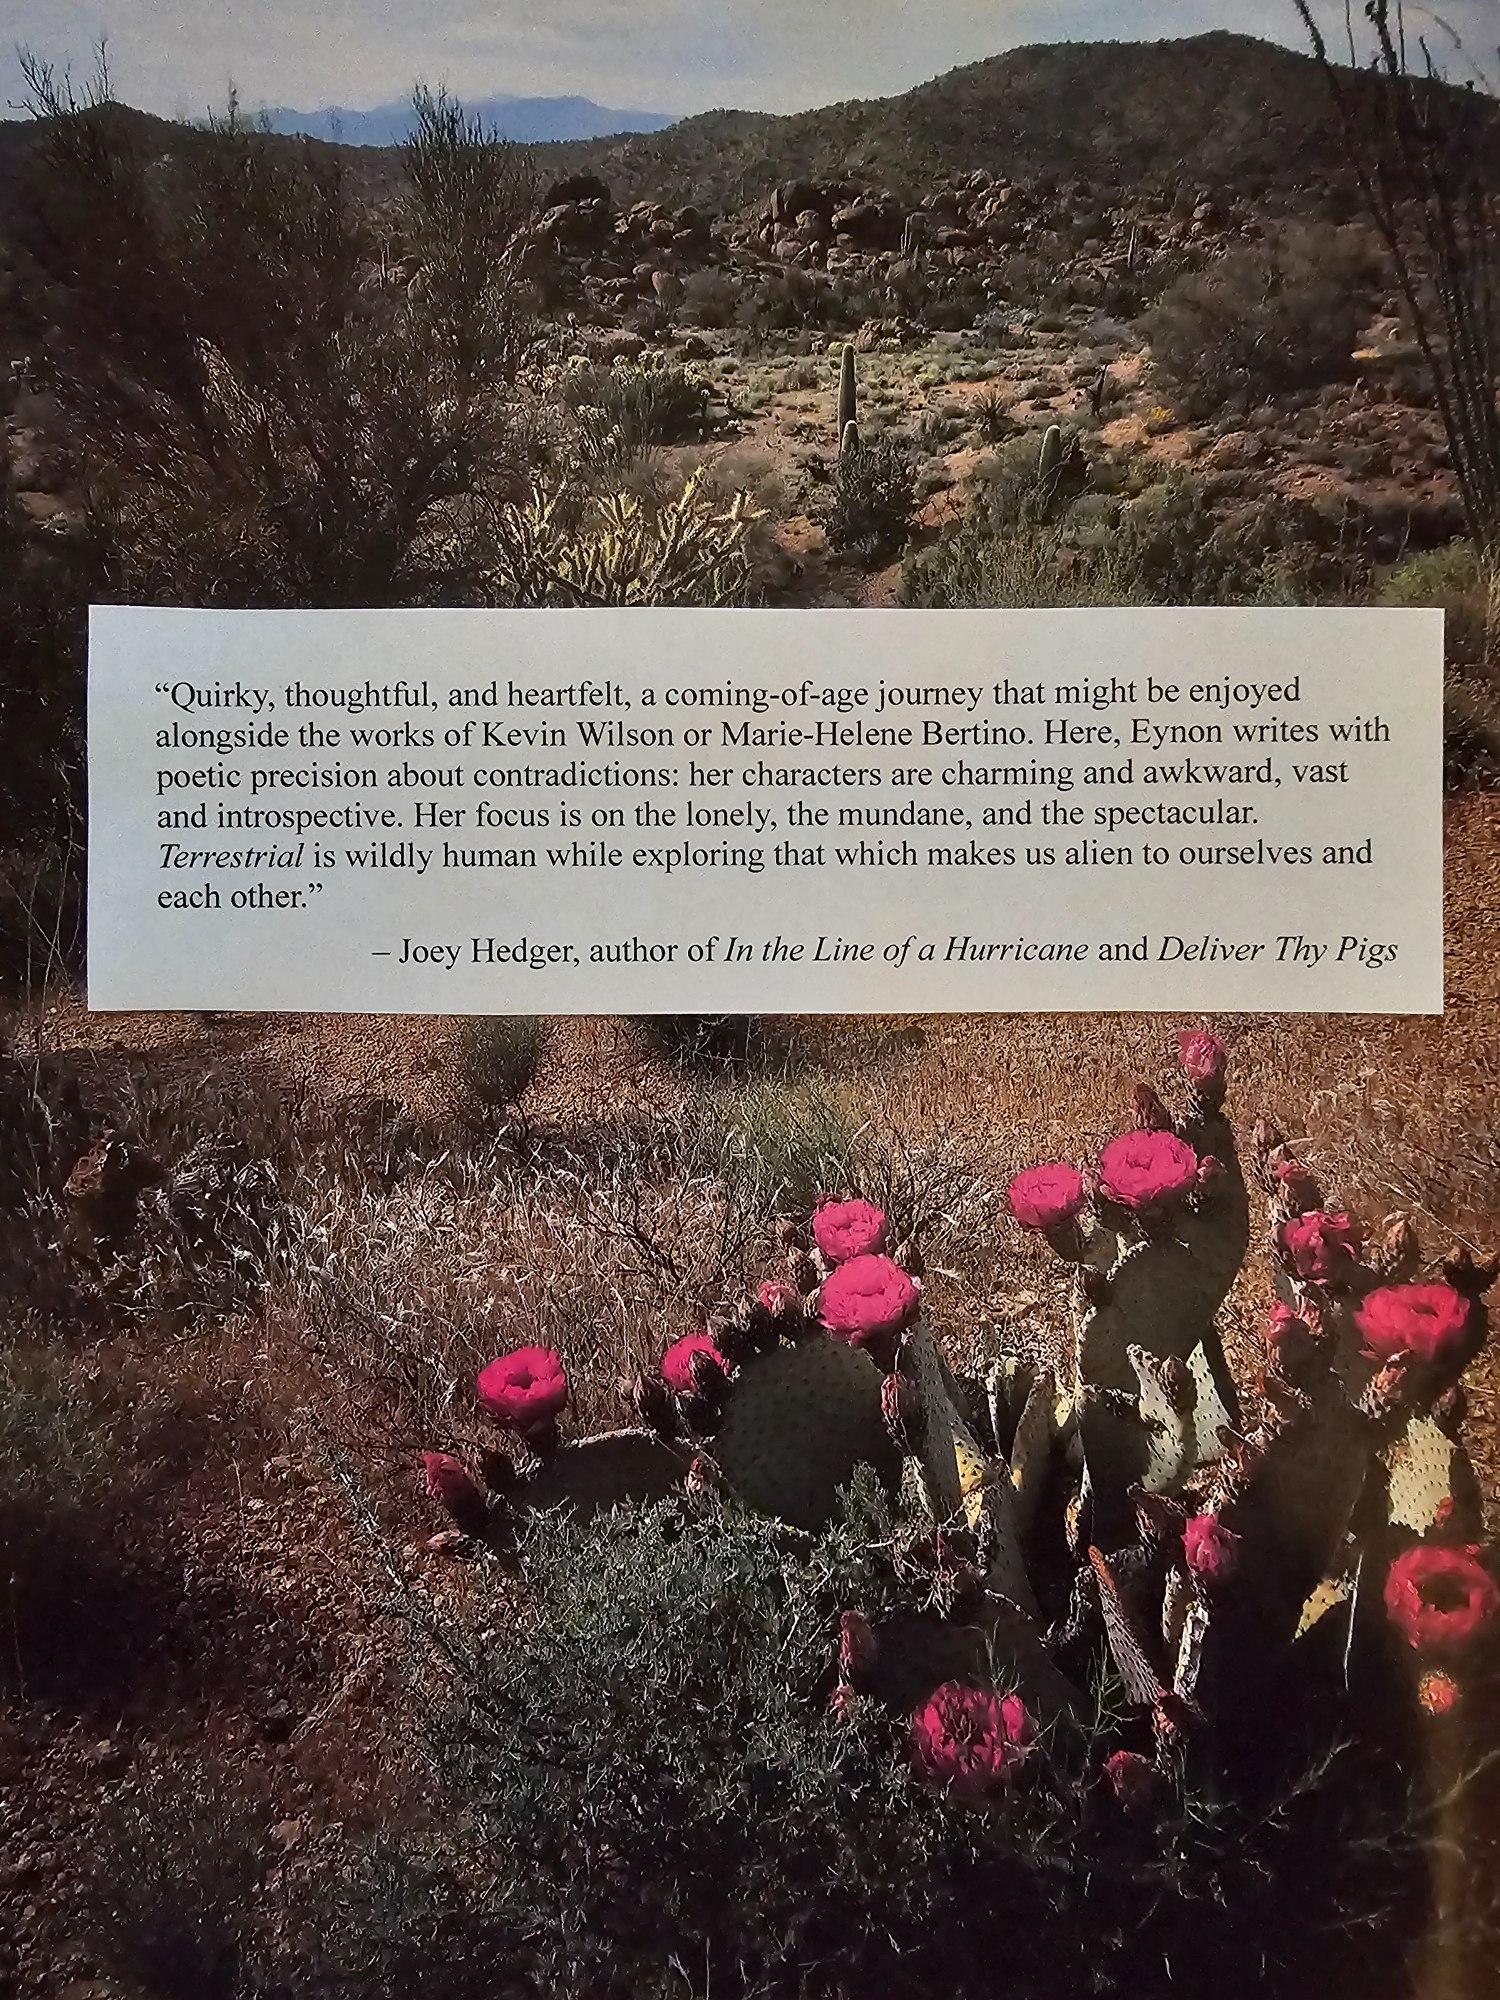 “Quirky, thoughtful, and heartfelt, a coming-of-age journey that might be enjoyed
alongside the works of Kevin Wilson or Marie-Helene Bertino. Here, Eynon writes with
poetic precision about contradictions: her characters are charming and awkward, vast
and introspective. Her focus is on the lonely, the mundane, and the spectacular.
Terrestrial is wildly human while exploring that which makes us alien to ourselves and
each other.”
– Joey Hedger, author of In the Line of a Hurricane and Deliver Thy Pigs